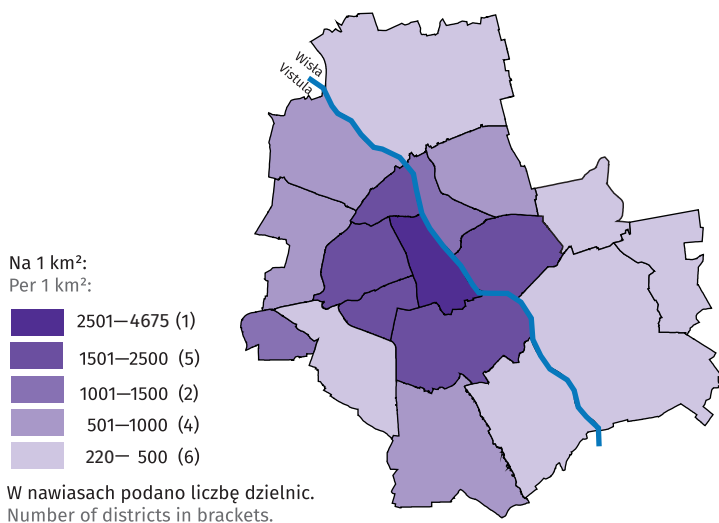 Wisła
Vistula
Na 1 km²:
Per 1 km²:
2501—4675 (1)
1501—2500 (5)
1001—1500 (2)
501—1000 (4)
220— 500 (6)
W nawiasach podano liczbę dzielnic.
Number of districts in brackets.